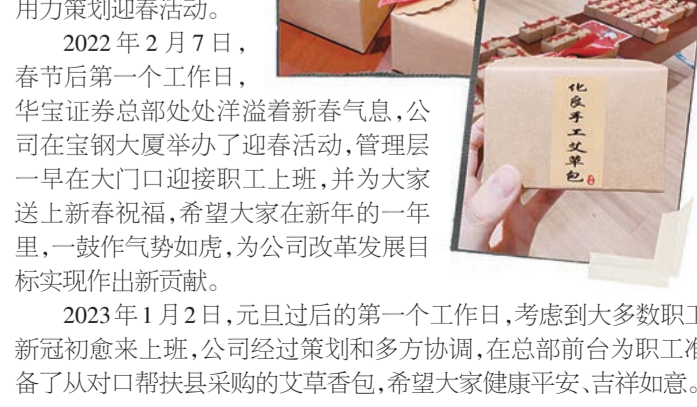 用力策划迎春活动。
2022年2月7日，
春节后第一个工作日，
华宝证券总部处处洋溢着新春气息，公
司在宝钢大厦举办了迎春活动，管理层
一早在大门口迎接职工上班，并为大家
送上新春祝福，希望大家在新年的一年
里，一鼓作气势如虎，为公司改革发展目
标实现作出新贡献。
化良手工艾草包
2023年1月2日，元旦过后的第一个工作日，考虑到大多数职工
新冠初愈来上班，公司经过策划和多方协调，在总部前台为职工准
备了从对口帮扶县采购的艾草香包，希望大家健康平安、吉祥如意。